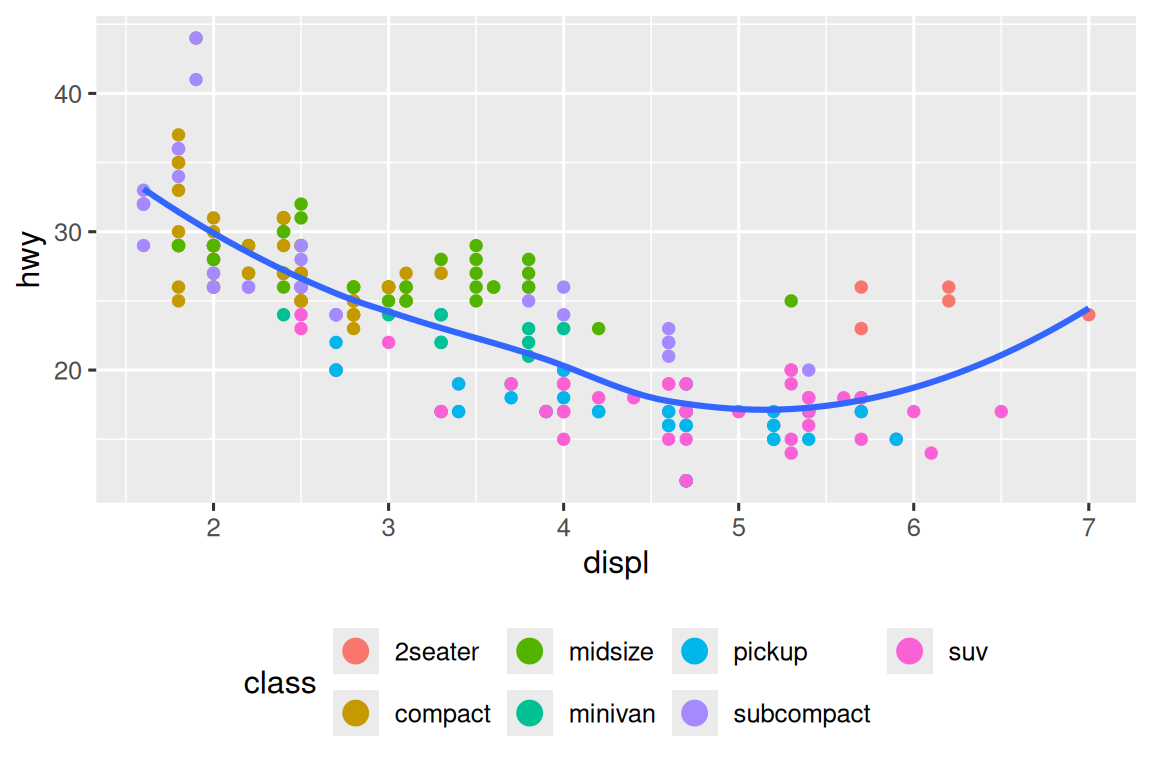 40
30
20
hwy
2 3 4 5 6 7
displ
class
2seater midsize pickup suv
compact minivan subcompact